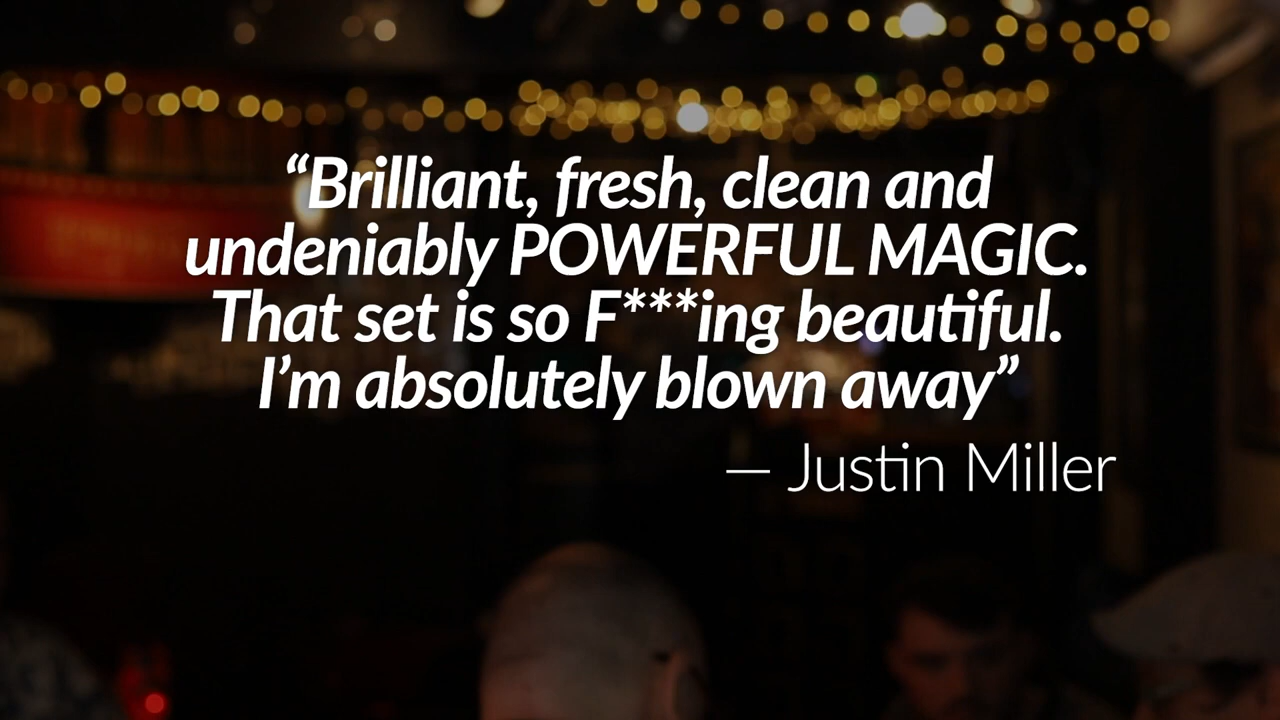 “Brilliant, fresh, clean and
undeniably POWERFUL MAGIC.
That set is so F***ing beautiful.
I’m absolutely blown away”
— Justin Miller